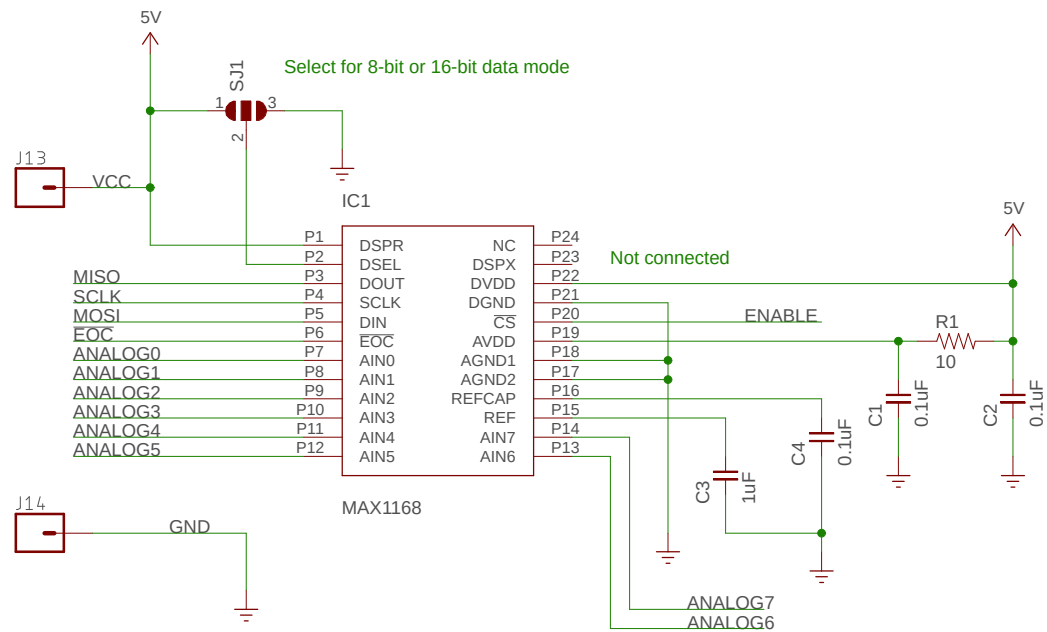 5V
SJ1
Select for 8-bit or 16-bit data mode
1
3
2
J13
VCC
IC1
5V
P1 DSPR NC P24
P2 DSEL DSPX P23
Not connected
MISO P3 DOUT DVDD P22
SCLK P4 SCLK DGND P21
MOSI P5 DIN CS P20 ENABLE
EOC P6 EOC AVDD P19
R1
10
ANALOG0 P7 AIN0 AGND1 P18
ANALOG1 P8 AIN1 AGND2 P17
ANALOG2 P9 AIN2 REFCAP P16
ANALOG3 P10 AIN3 REF P15
ANALOG4 P11 AIN4 AIN7 P14
ANALOG5 P12 AIN5 AIN6 P13
C1
0.1uF
C2
0.1uF
C4
0.1uF
C3
1uF
MAX1168
J14
GND
ANALOG7
ANALOG6